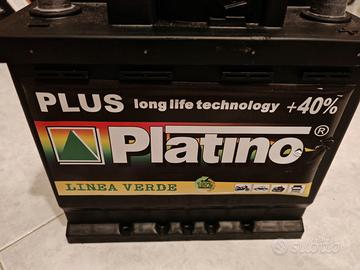 PLUS long life technology +40%
Platino®
LINEA VERDE
subito